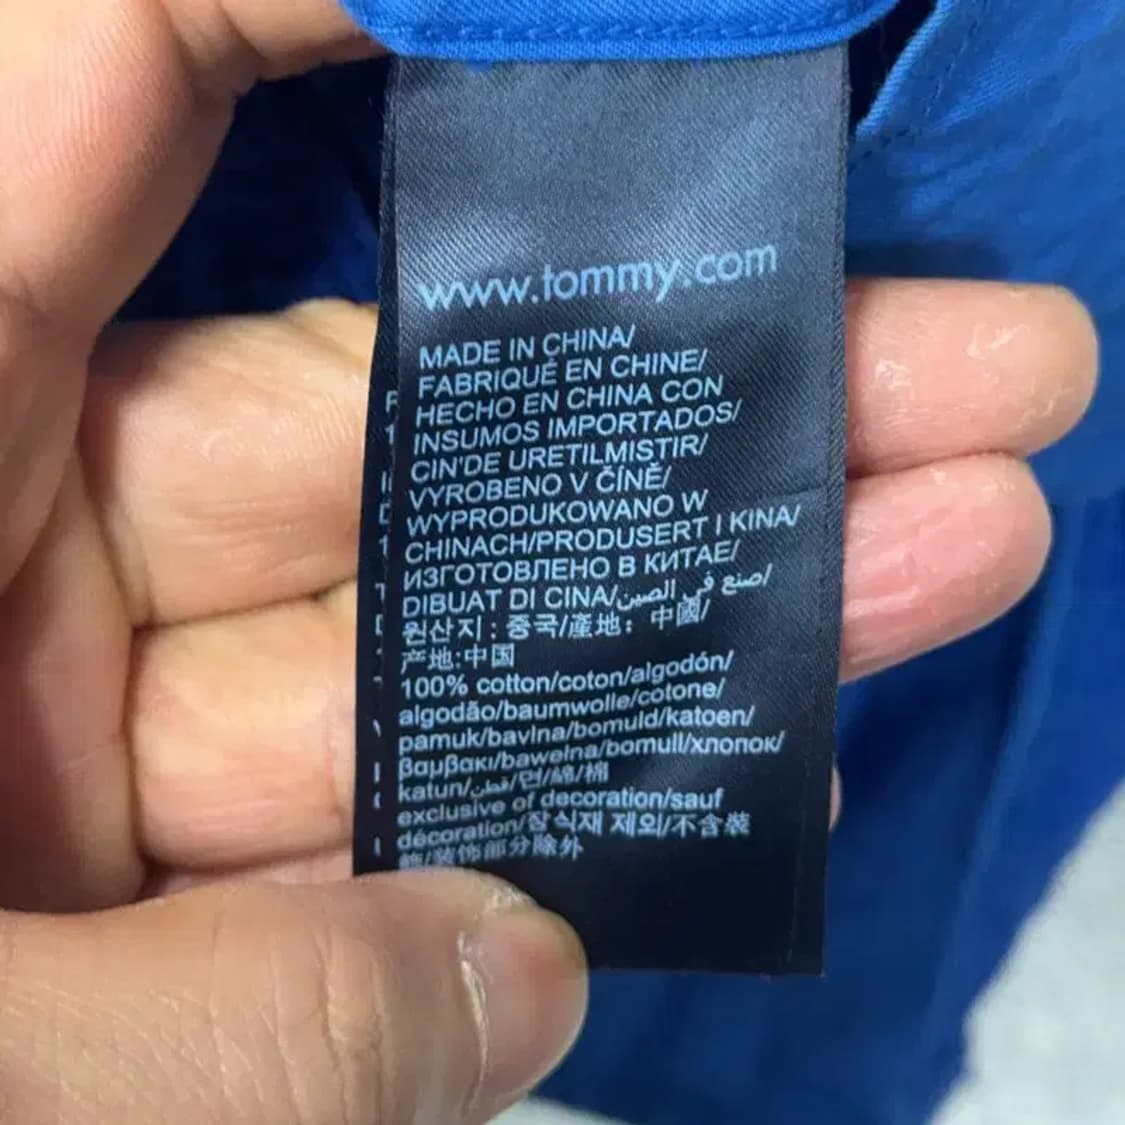 www.tommy.com
MADE IN CHINA/
FABRIQUÉ EN CHINE/
HECHO EN CHINA CON
INSUMOS IMPORTADOS/
CIN'DE URETILMISTIR/
VYROBENO V ČÍNĚ/
WYPRODUKOWANO W
CHINACH/PRODUSERT I KINA/
ИЗГОТОВЛЕНО В КИТАЕ/
DIBUAT DI CINA/صنع في الصين/
원산지: 중국/產地: 中國/
产地:中国
100% cotton/coton/algodón/
algodão/baumwolle/cotone/
pamuk/bavlna/bomuld/katoen/
βαμβακι/bawełna/bomull/хлопок/
katun/قطن/면/綿/棉
exclusive of decoration/sauf
décoration/장식재 제외/不含裝
飾/装饰部分除外